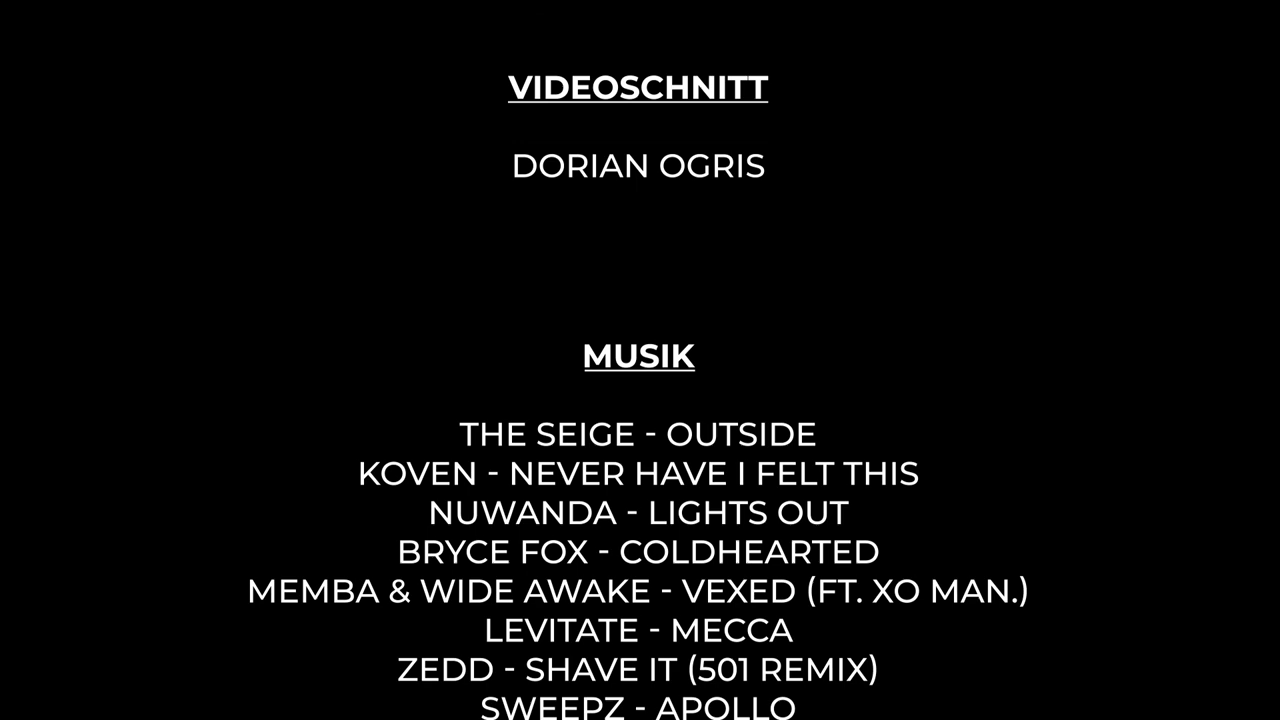 VIDEOSCHNITT
DORIAN OGRIS
MUSIK
THE SEIGE - OUTSIDE
KOVEN - NEVER HAVE I FELT THIS
NUWANDA - LIGHTS OUT
BRYCE FOX - COLDHEARTED
MEMBA & WIDE AWAKE - VEXED (FT. XO MAN.)
LEVITATE - MECCA
ZEDD - SHAVE IT (501 REMIX)
SWEEPZ - APOLLO